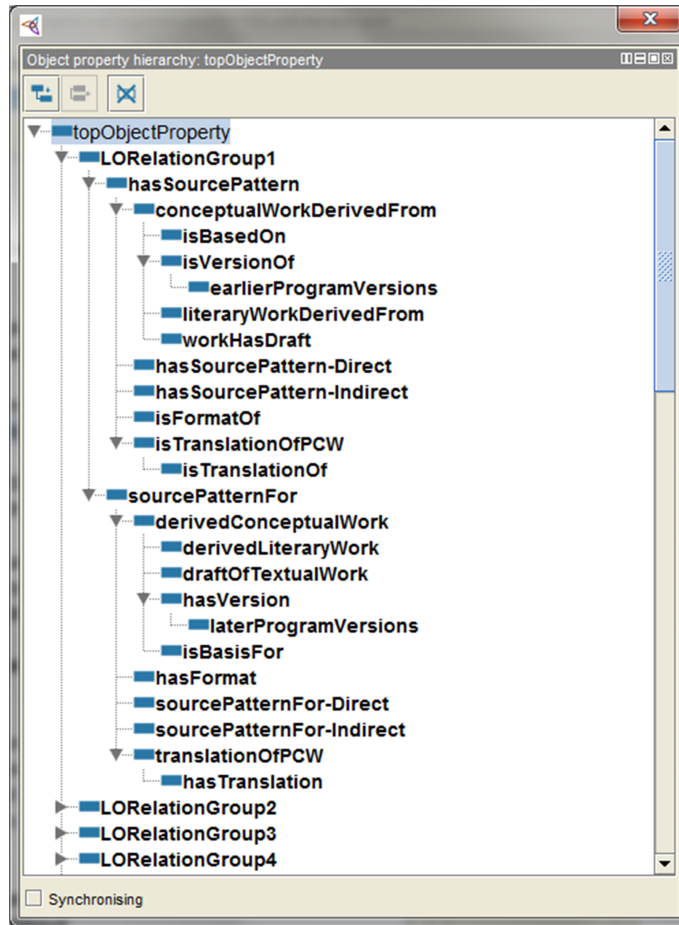 Object property hierarchy: topObjectProperty
topObjectProperty
LORelationGroup1
hasSourcePattern
conceptualWorkDerivedFrom
isBasedOn
isVersionOf
earlierProgramVersions
literaryWorkDerivedFrom
workHasDraft
hasSourcePattern-Direct
hasSourcePattern-Indirect
isFormatOf
isTranslationOfPCW
isTranslationOf
sourcePatternFor
derivedConceptualWork
derivedLiteraryWork
draftOfTextualWork
hasVersion
laterProgramVersions
isBasisFor
hasFormat
sourcePatternFor-Direct
sourcePatternFor-Indirect
translationOfPCW
hasTranslation
LORelationGroup2
LORelationGroup3
LORelationGroup4
Synchronising